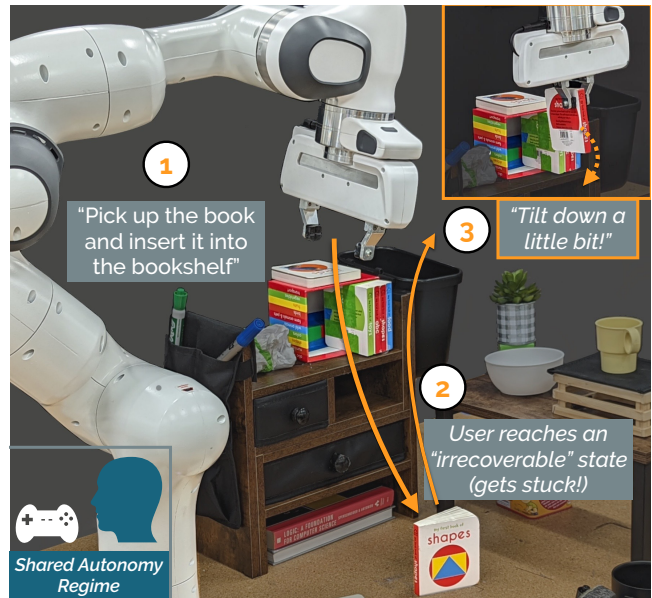 1
“Pick up the book
and insert it into
the bookshelf”
3
“Tilt down a
little bit!”
2
User reaches an
“irrecoverable” state
(gets stuck!)
my first book of
shapes
shapes
LOGIC: A FOUNDATION
FOR COMPUTER SCIENCE
Shared Autonomy
Regime